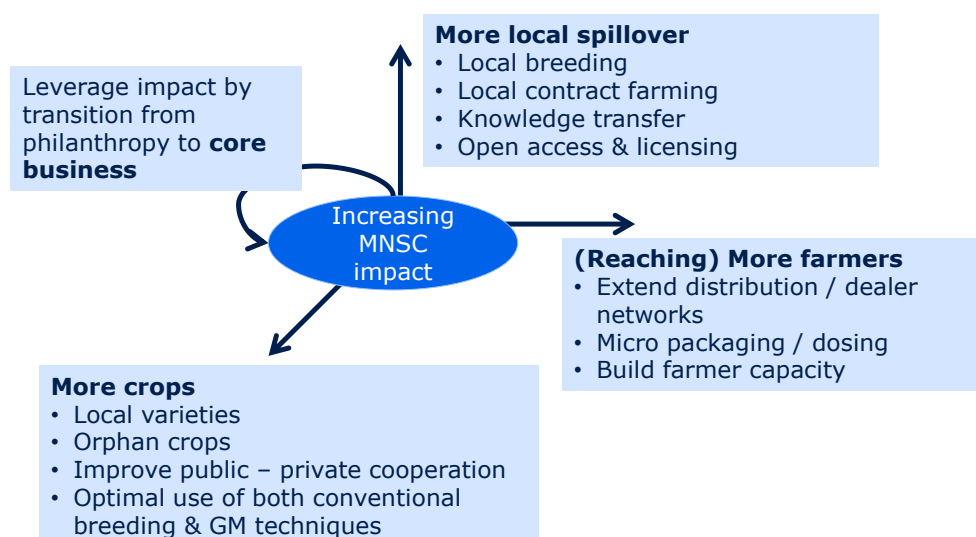 More local spillover
• Local breeding
• Local contract farming
• Knowledge transfer
• Open access & licensing
Leverage impact by
transition from
philanthropy to core
business
Increasing
MNSC
impact
(Reaching) More farmers
• Extend distribution / dealer
networks
• Micro packaging / dosing
• Build farmer capacity
More crops
• Local varieties
• Orphan crops
• Improve public – private cooperation
• Optimal use of both conventional
breeding & GM techniques